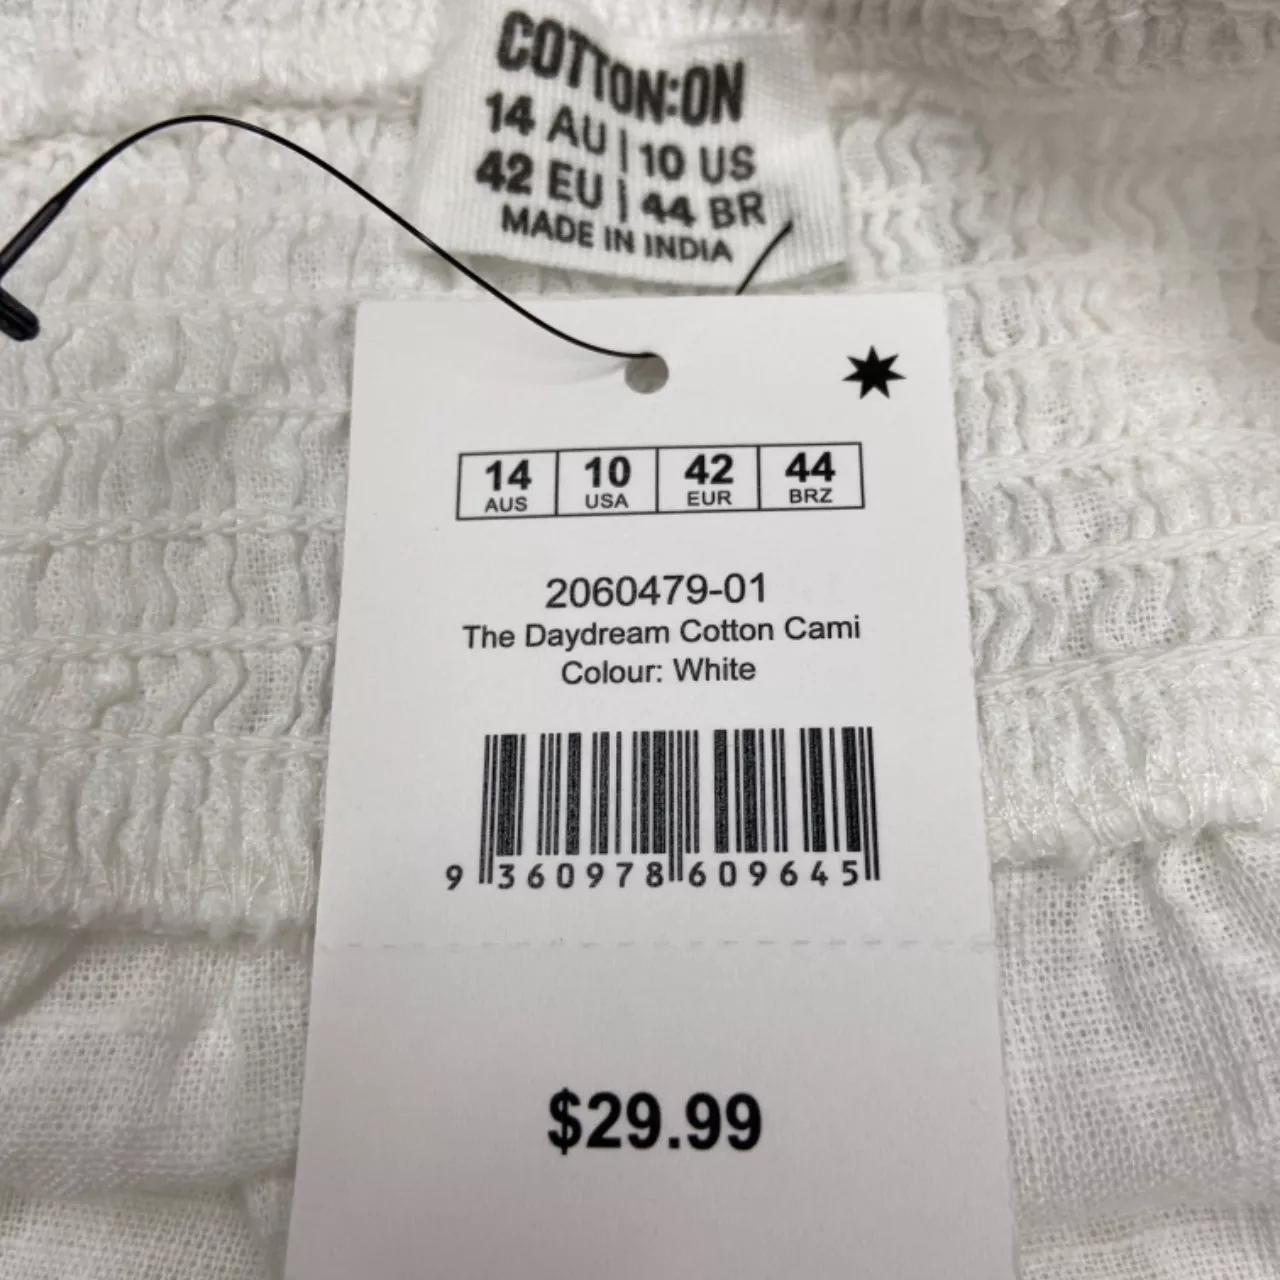 COTTON:ON
14 AU | 10 US
42 EU | 44 BR
MADE IN INDIA
14 10 42 44
AUS USA EUR BRZ
2060479-01
The Daydream Cotton Cami
Colour: White
9 360978 609645
$29.99